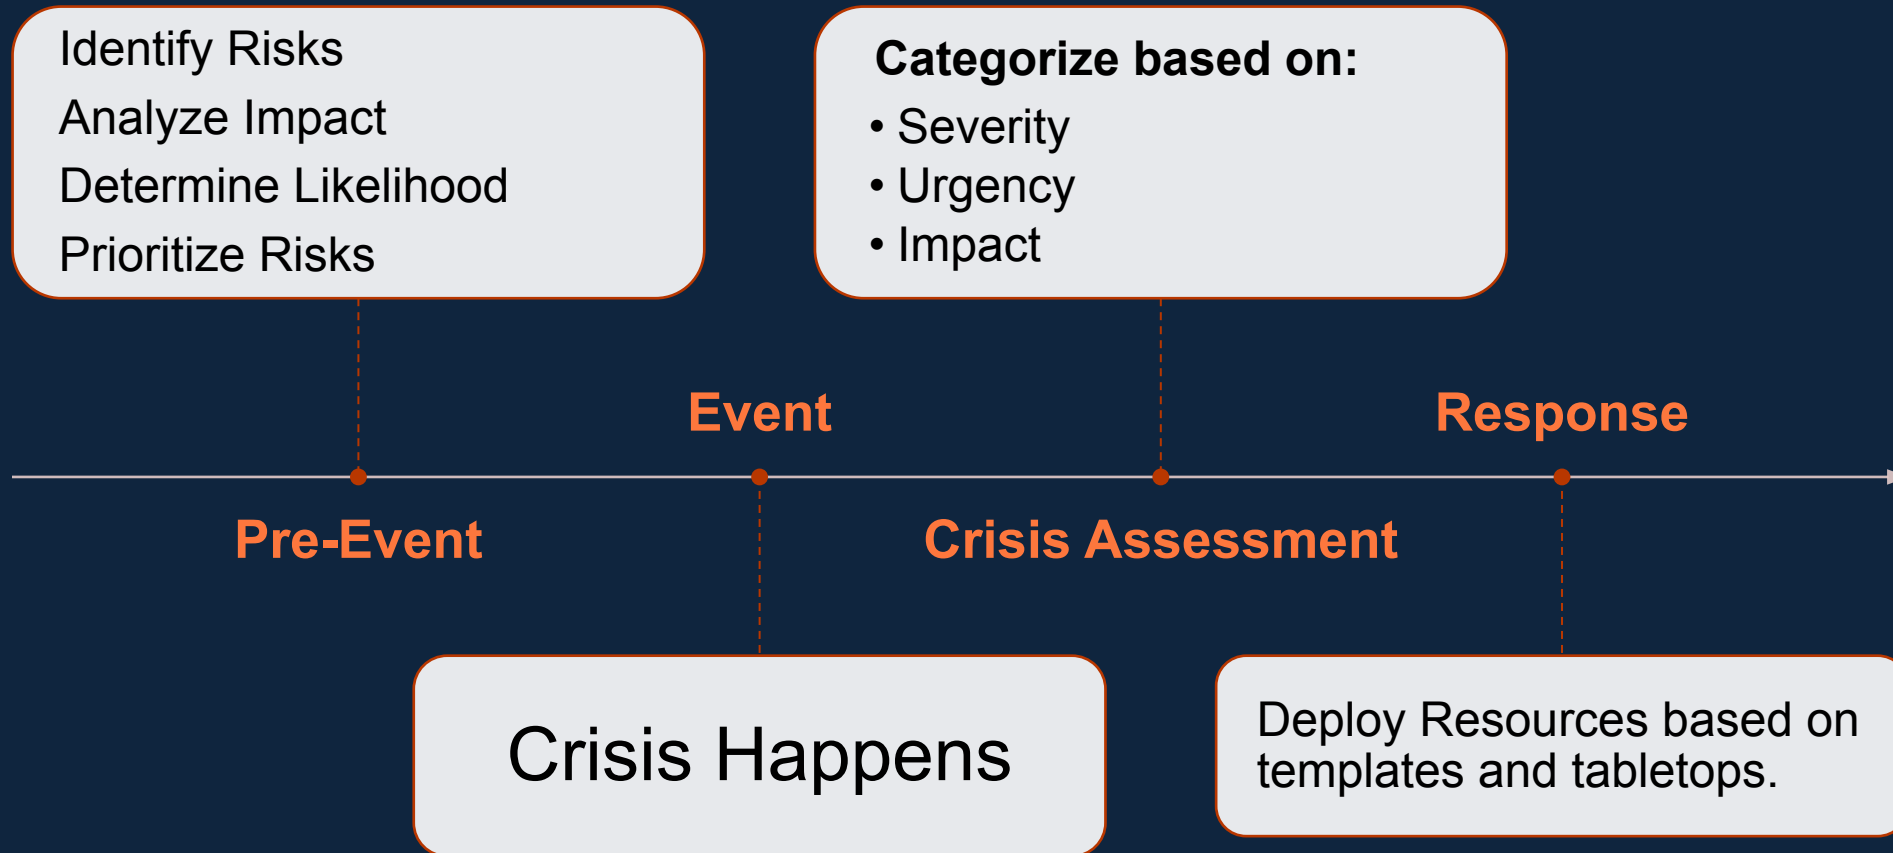 Identify Risks
Analyze Impact
Determine Likelihood
Prioritize Risks
Categorize based on:
• Severity
• Urgency
• Impact
Event
Response
Pre-Event
Crisis Assessment
Crisis Happens
Deploy Resources based on
templates and tabletops.